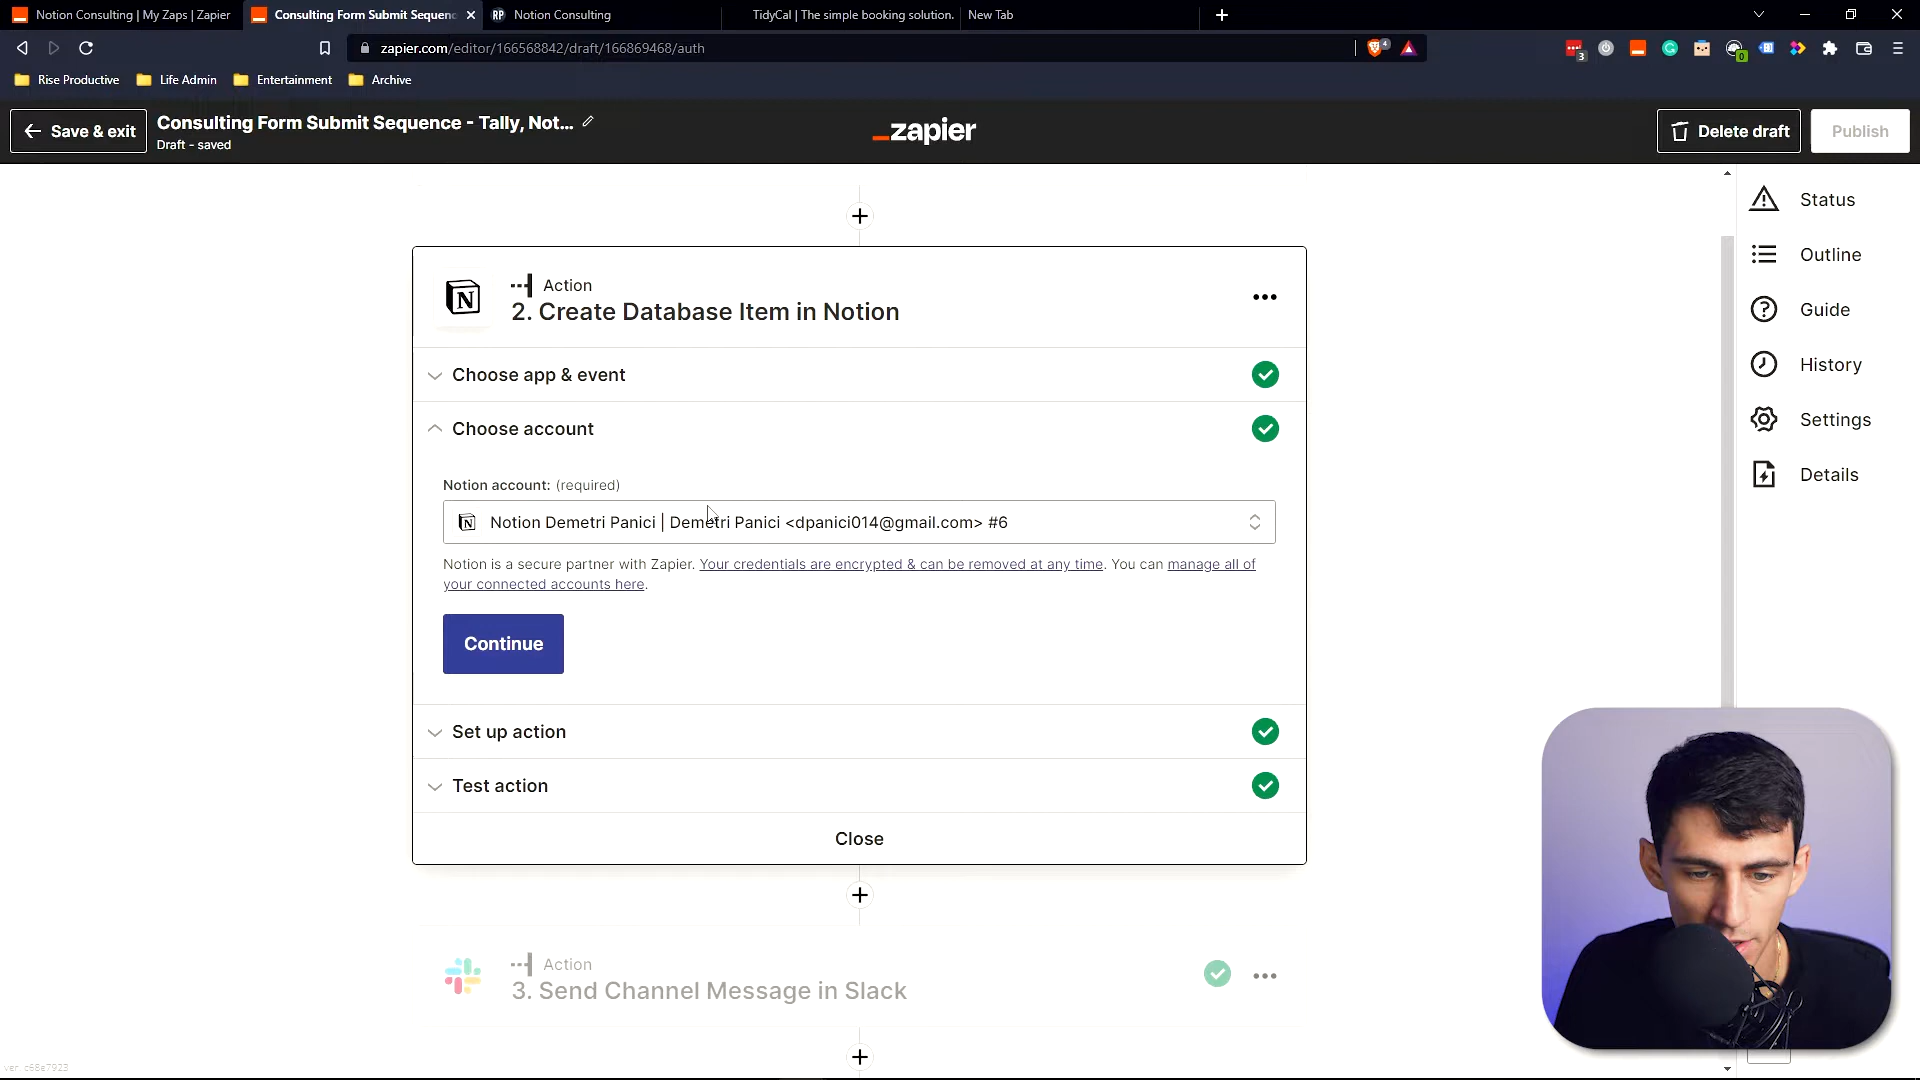 Notion Consulting | My Zaps | Zapier
Consulting Form Submit Sequenc
RP Notion Consulting
TidyCal | The simple booking solution.
New Tab
zapier.com/editor/166568842/draft/166869468/auth
4
3
0
Rise Productive
Life Admin
Entertainment
Archive
Save & exit
Consulting Form Submit Sequence - Tally, Not...
Draft - saved
zapier
Delete draft
Publish
Action
2. Create Database Item in Notion
Choose app & event
Choose account
Notion account: (required)
Notion Demetri Panici | Demetri Panici <dpanici014@gmail.com> #6
Notion is a secure partner with Zapier. Your credentials are encrypted & can be removed at any time. You can manage all of
your connected accounts here.
Continue
Set up action
Test action
Close
Action
3. Send Channel Message in Slack
Status
Outline
Guide
History
Settings
Details
ver. c65e7923